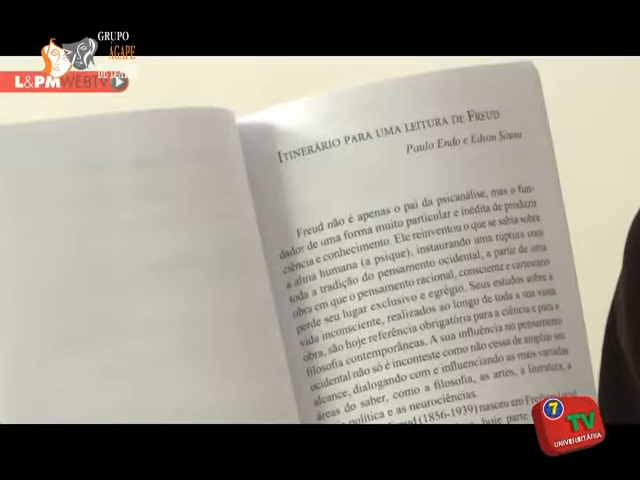 GRUPO
ÁGAPE
DE TEATRO
L&PMWEBTV
ITINERÁRIO PARA UMA LEITURA DE FREUD
Paulo Endo e Edson Sousa
Freud não é apenas o pai da psicanálise, mas o fun-
dador de uma forma muito particular e inédita de produzir
ciência e conhecimento. Ele reinventou o que se sabia sobre
a alma humana (a psique), instaurando uma ruptura com
toda a tradição do pensamento ocidental, a partir de uma
obra em que o pensamento racional, consciente e cartesiano
perde seu lugar exclusivo e egrégio. Seus estudos sobre a
vida inconsciente, realizados ao longo de toda a sua vasta
obra, são hoje referência obrigatória para a ciência e para a
filosofia contemporâneas. A sua influência no pensamento
ocidental não só é inconteste como não cessa de ampliar seu
alcance, dialogando com e influenciando as mais variadas
áreas do saber, como a filosofia, as artes, a literatura, a
política e as neurociências.
Freud (1856-1939) nasceu em
hoje parte
7
TV
UNIVERSITÁRIA